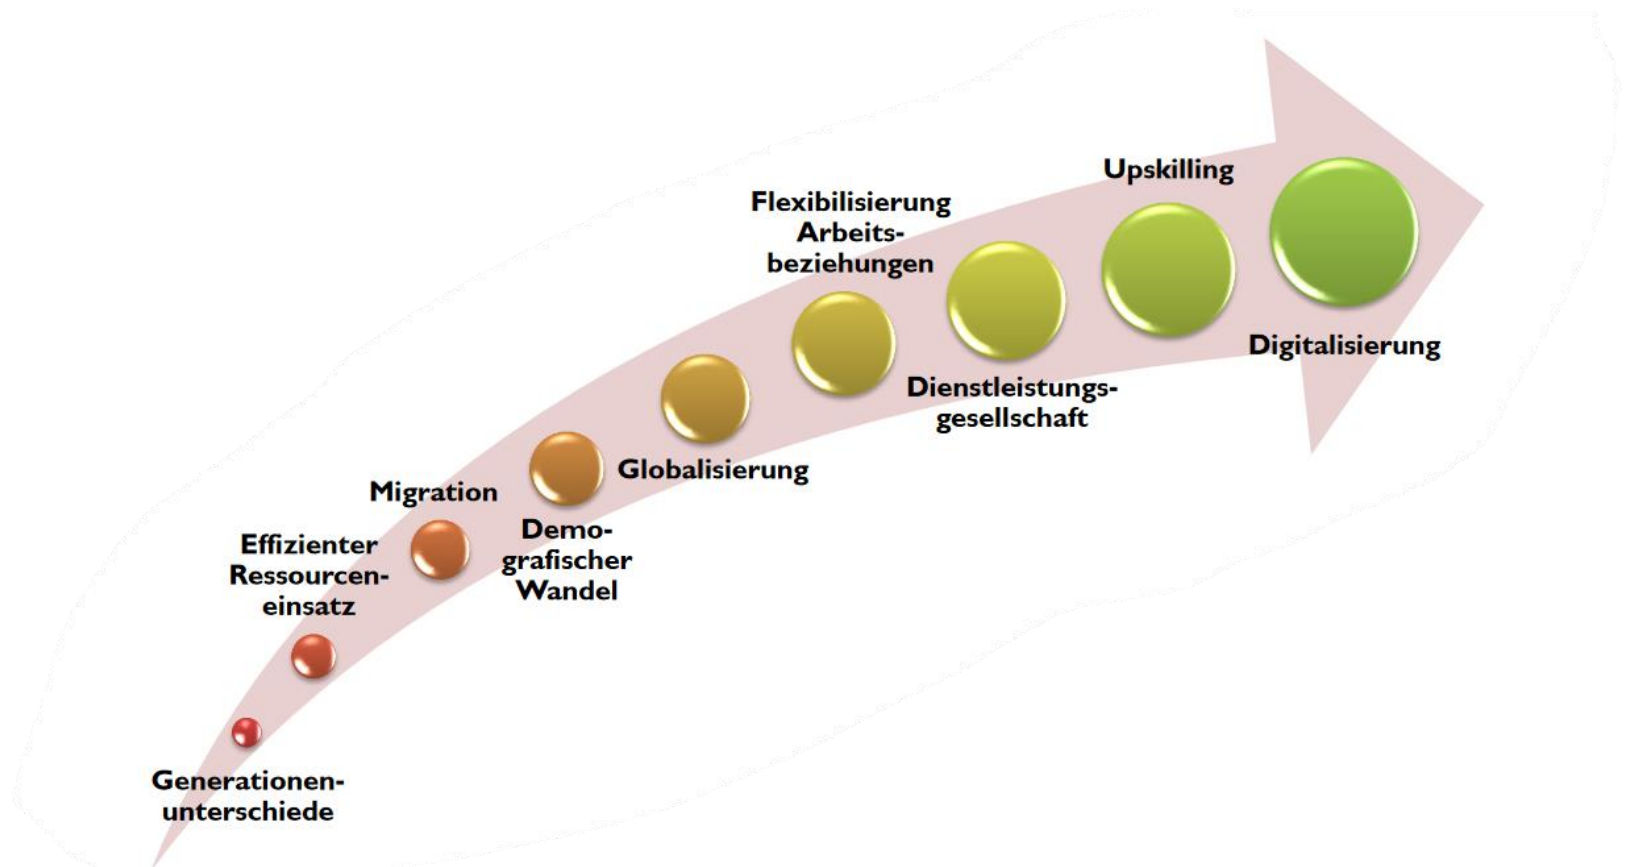 Generationen-
unterschiede
Effizienter
Ressourcen-
einsatz
Migration
Demo-
grafischer
Wandel
Globalisierung
Flexibilisierung
Arbeits-
beziehungen
Dienstleistungs-
gesellschaft
Upskilling
Digitalisierung